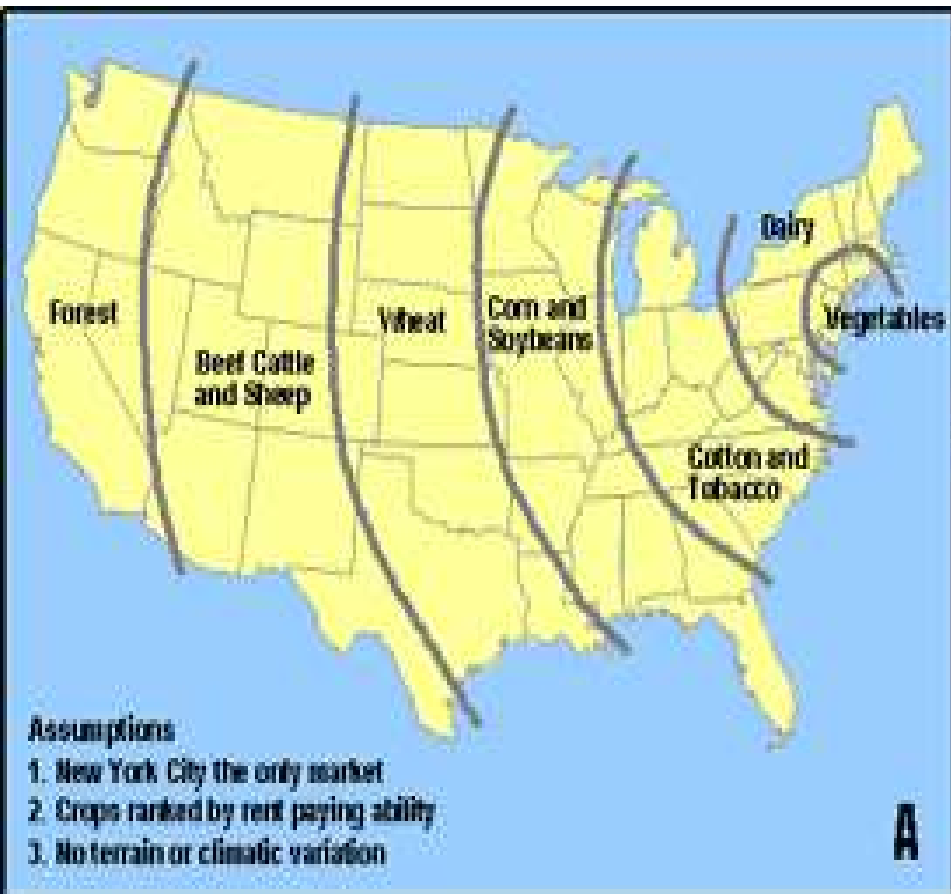 Dairy
Forest
Wheat
Corn and
Soybeans
Vegetables
Beef Cattle
and Sheep
Cotton and
Tobacco
Assumptions
1. New York City the only market
2. Crops ranked by rent paying ability
3. No terrain or climatic variation
A